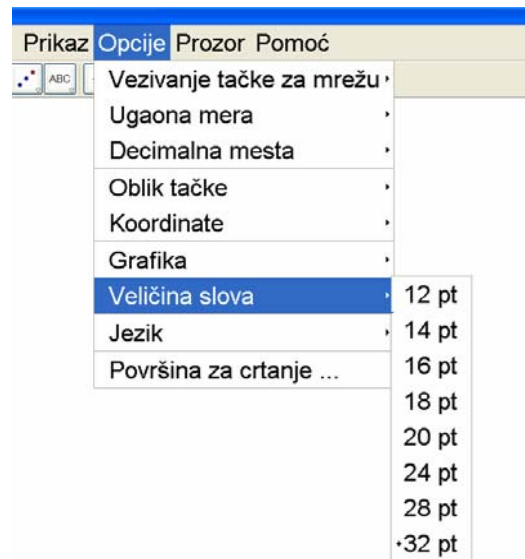 Prikaz Opcije Prozor Pomoć
ABC
Vezivanje tačke za mrežu
Ugaona mera
Decimalna mesta
Oblik tačke
Koordinate
Grafika
Veličina slova
Jezik
Površina za crtanje ...
12 pt
14 pt
16 pt
18 pt
20 pt
24 pt
28 pt
32 pt